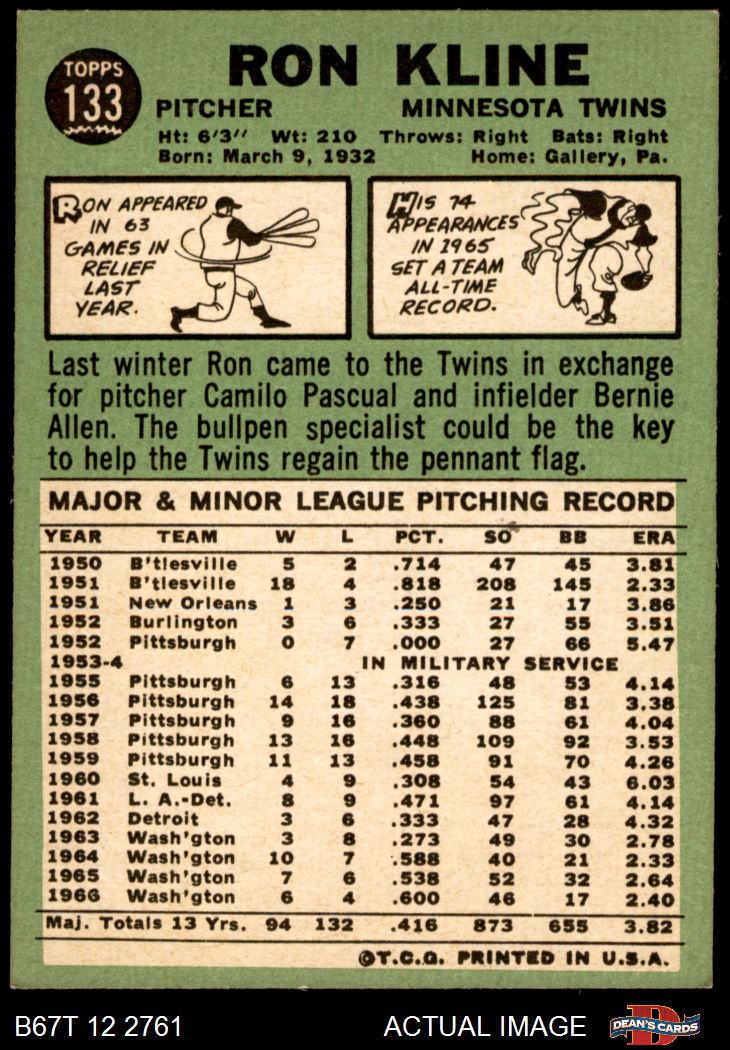 TOPPS
133
RON KLINE
PITCHER MINNESOTA TWINS
Ht: 6'3" Wt: 210 Throws: Right Bats: Right
Born: March 9, 1932 Home: Gallery, Pa.
RON APPEARED
IN 63
GAMES IN
RELIEF
LAST
YEAR.
HIS 74
APPEARANCES
IN 1965
SET A TEAM
ALL-TIME
RECORD.
Last winter Ron came to the Twins in exchange
for pitcher Camilo Pascual and infielder Bernie
Allen. The bullpen specialist could be the key
to help the Twins regain the pennant flag.
MAJOR & MINOR LEAGUE PITCHING RECORD
YEAR TEAM W L PCT. SO BB ERA
1950 B'tlesville 5 2 .714 47 45 3.81
1951 B'tlesville 18 4 .818 208 145 2.33
1951 New Orleans 1 3 .250 21 17 3.86
1952 Burlington 3 6 .333 27 55 3.51
1952 Pittsburgh 0 7 .000 27 66 5.47
1953-4 IN MILITARY SERVICE
1955 Pittsburgh 6 13 .316 48 53 4.14
1956 Pittsburgh 14 18 .438 125 81 3.38
1957 Pittsburgh 9 16 .360 88 61 4.04
1958 Pittsburgh 13 16 .448 109 92 3.53
1959 Pittsburgh 11 13 .458 91 70 4.26
1960 St. Louis 4 9 .308 54 43 6.03
1961 L. A.-Det. 8 9 .471 97 61 4.14
1962 Detroit 3 6 .333 47 28 4.32
1963 Wash'gton 3 8 .273 49 30 2.78
1964 Wash'gton 10 7 .588 40 21 2.33
1965 Wash'gton 7 6 .538 52 32 2.64
1966 Wash'gton 6 4 .600 46 17 2.40
Maj. Totals 13 Yrs. 94 132 .416 873 655 3.82
©T.C.G. PRINTED IN U.S.A.
B67T 12 2761 ACTUAL IMAGE
DEAN'S CARDS